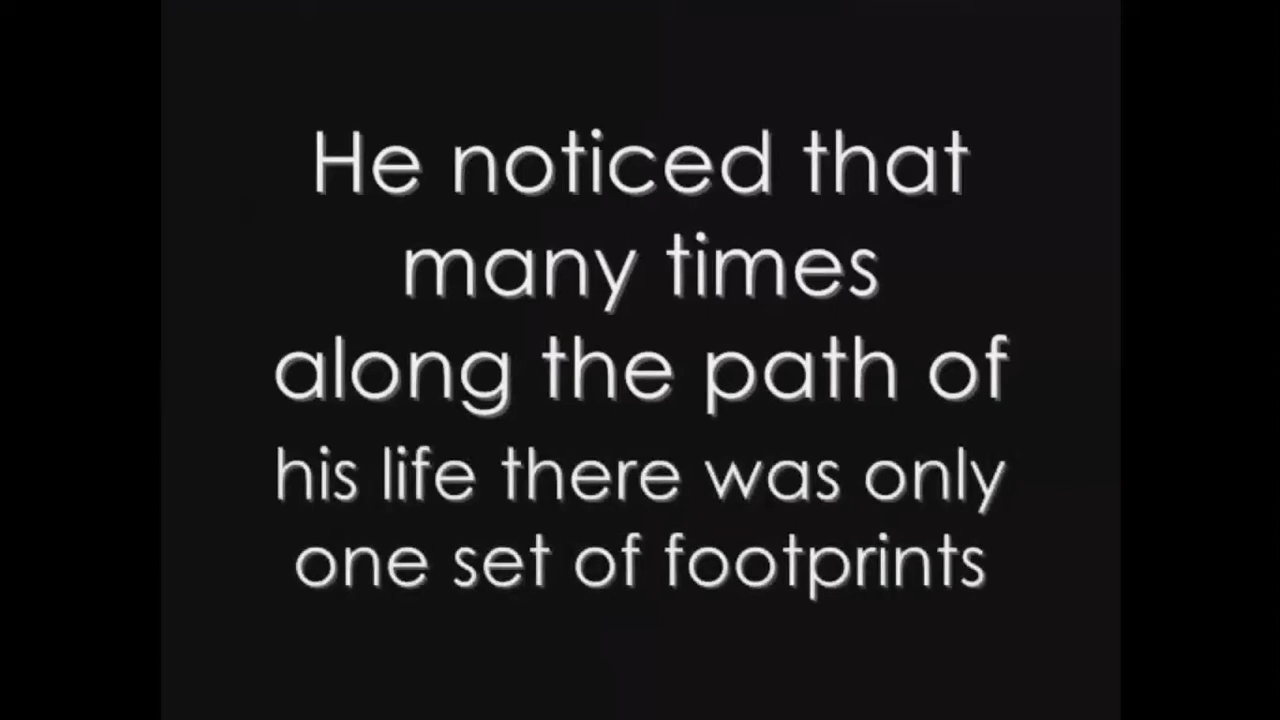 He noticed that
many times
along the path of
his life there was only
one set of footprints